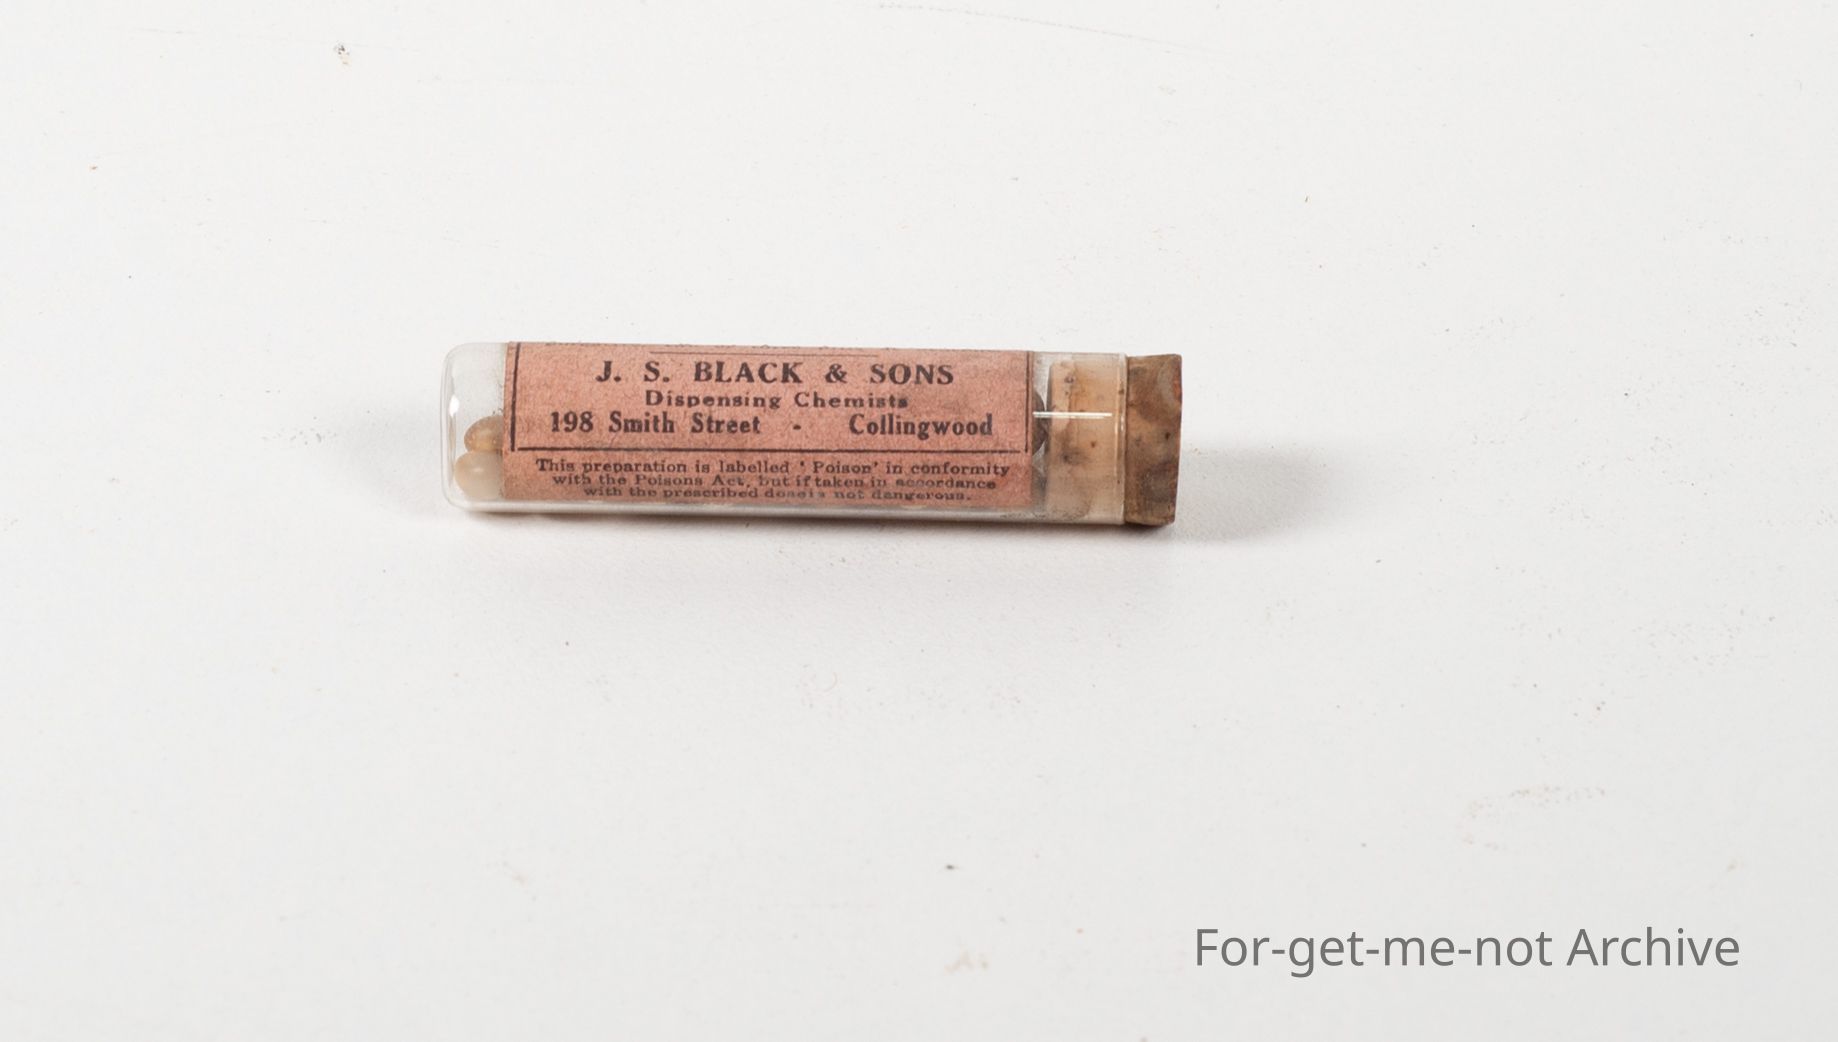 J. S. BLACK & SONS
Dispensing Chemists
198 Smith Street - Collingwood
This preparation is labelled 'Poison' in conformity
with the Poisons Act, but if taken in accordance
with the prescribed dose is not dangerous.
For-get-me-not Archive